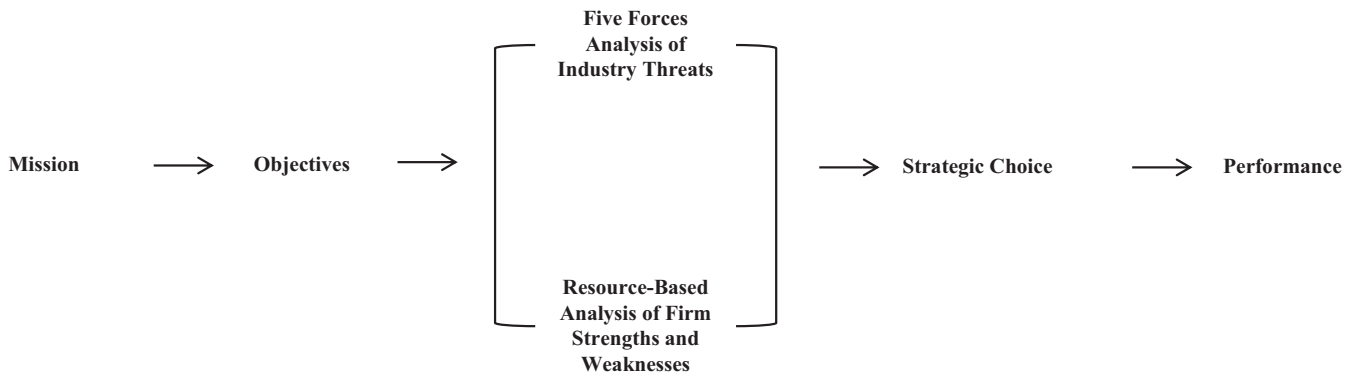 Five Forces
Analysis of
Industry Threats
Mission
Objectives
Strategic Choice
Performance
Resource-Based
Analysis of Firm
Strengths and
Weaknesses